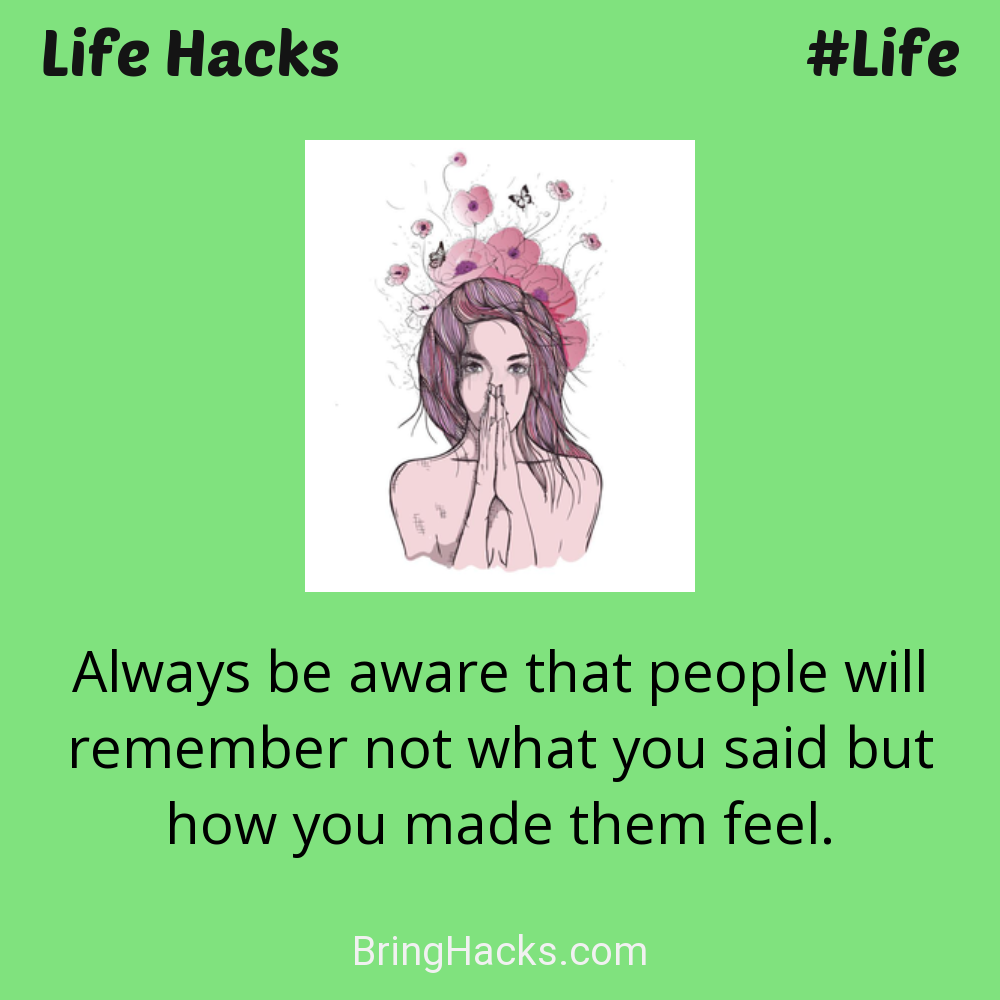 Life Hacks
#Life
Always be aware that people will
remember not what you said but
how you made them feel.
BringHacks.com